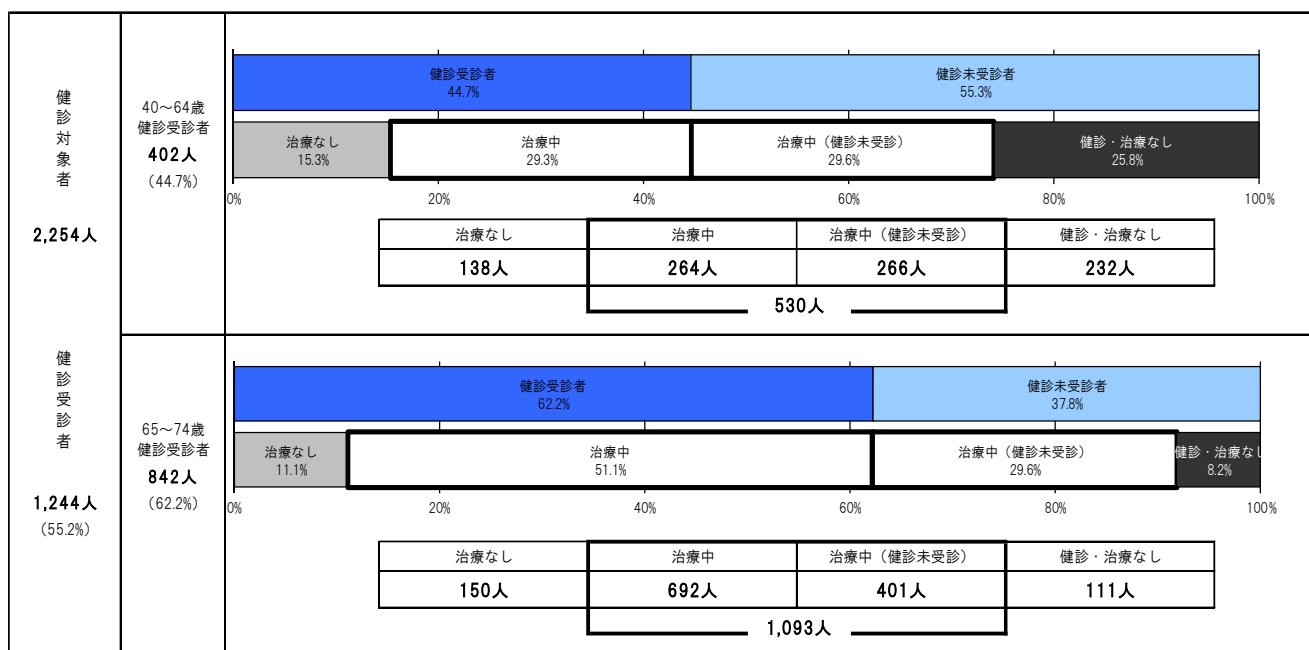 健診対象者
2,254人
健診受診者
1,244人
(55.2%)
40～64歳
健診受診者
402人
(44.7%)
健診受診者
44.7%
健診未受診者
55.3%
治療なし
15.3%
治療中
29.3%
治療中（健診未受診）
29.6%
健診・治療なし
25.8%
0% 20% 40% 60% 80% 100%
治療なし 治療中 治療中（健診未受診） 健診・治療なし
138人 264人 266人 232人
530人
65～74歳
健診受診者
842人
(62.2%)
健診受診者
62.2%
健診未受診者
37.8%
治療なし
11.1%
治療中
51.1%
治療中（健診未受診）
29.6%
健診・治療なし
8.2%
0% 20% 40% 60% 80% 100%
治療なし 治療中 治療中（健診未受診） 健診・治療なし
150人 692人 401人 111人
1,093人